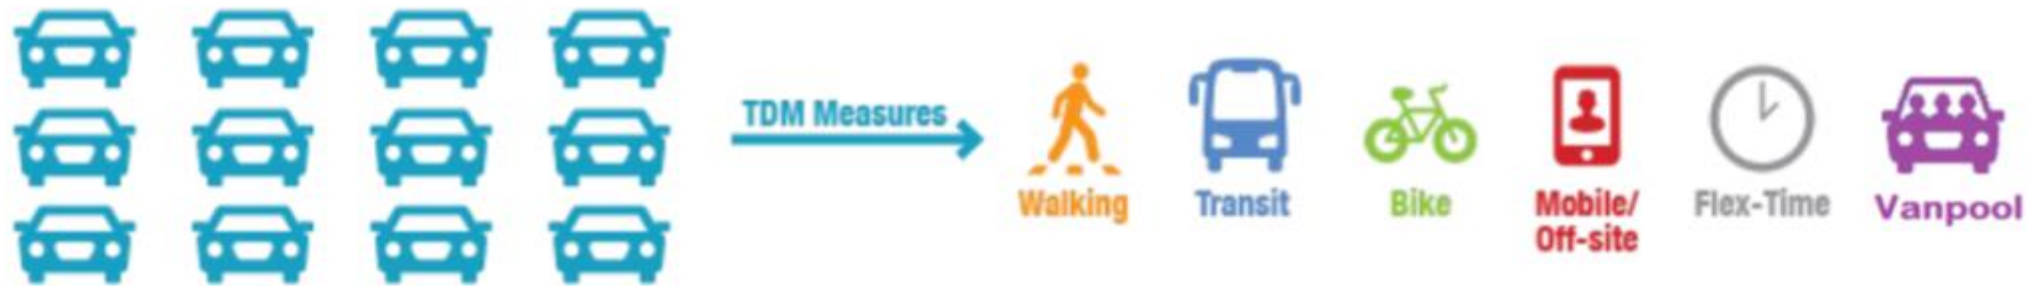 TDM Measures
Walking
Transit
Bike
Mobile/
Off-site
Flex-Time
Vanpool